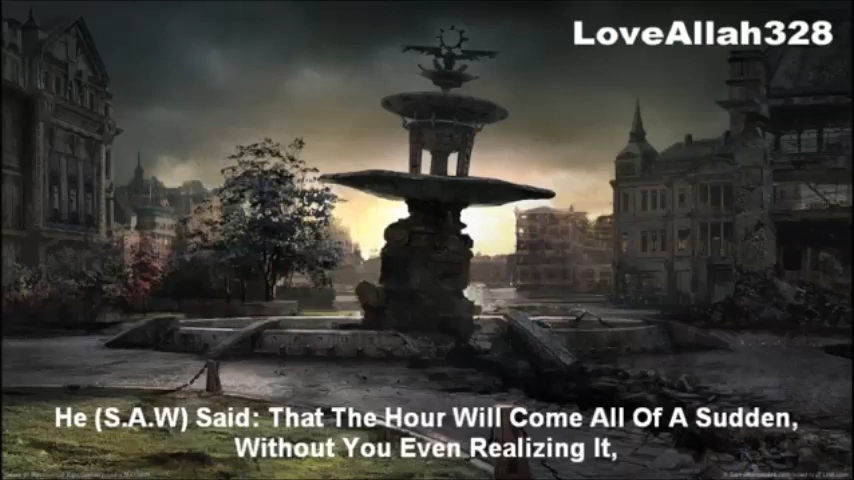 LoveAllah328
He (S.A.W) Said: That The Hour Will Come All Of A Sudden,
Without You Even Realizing It,